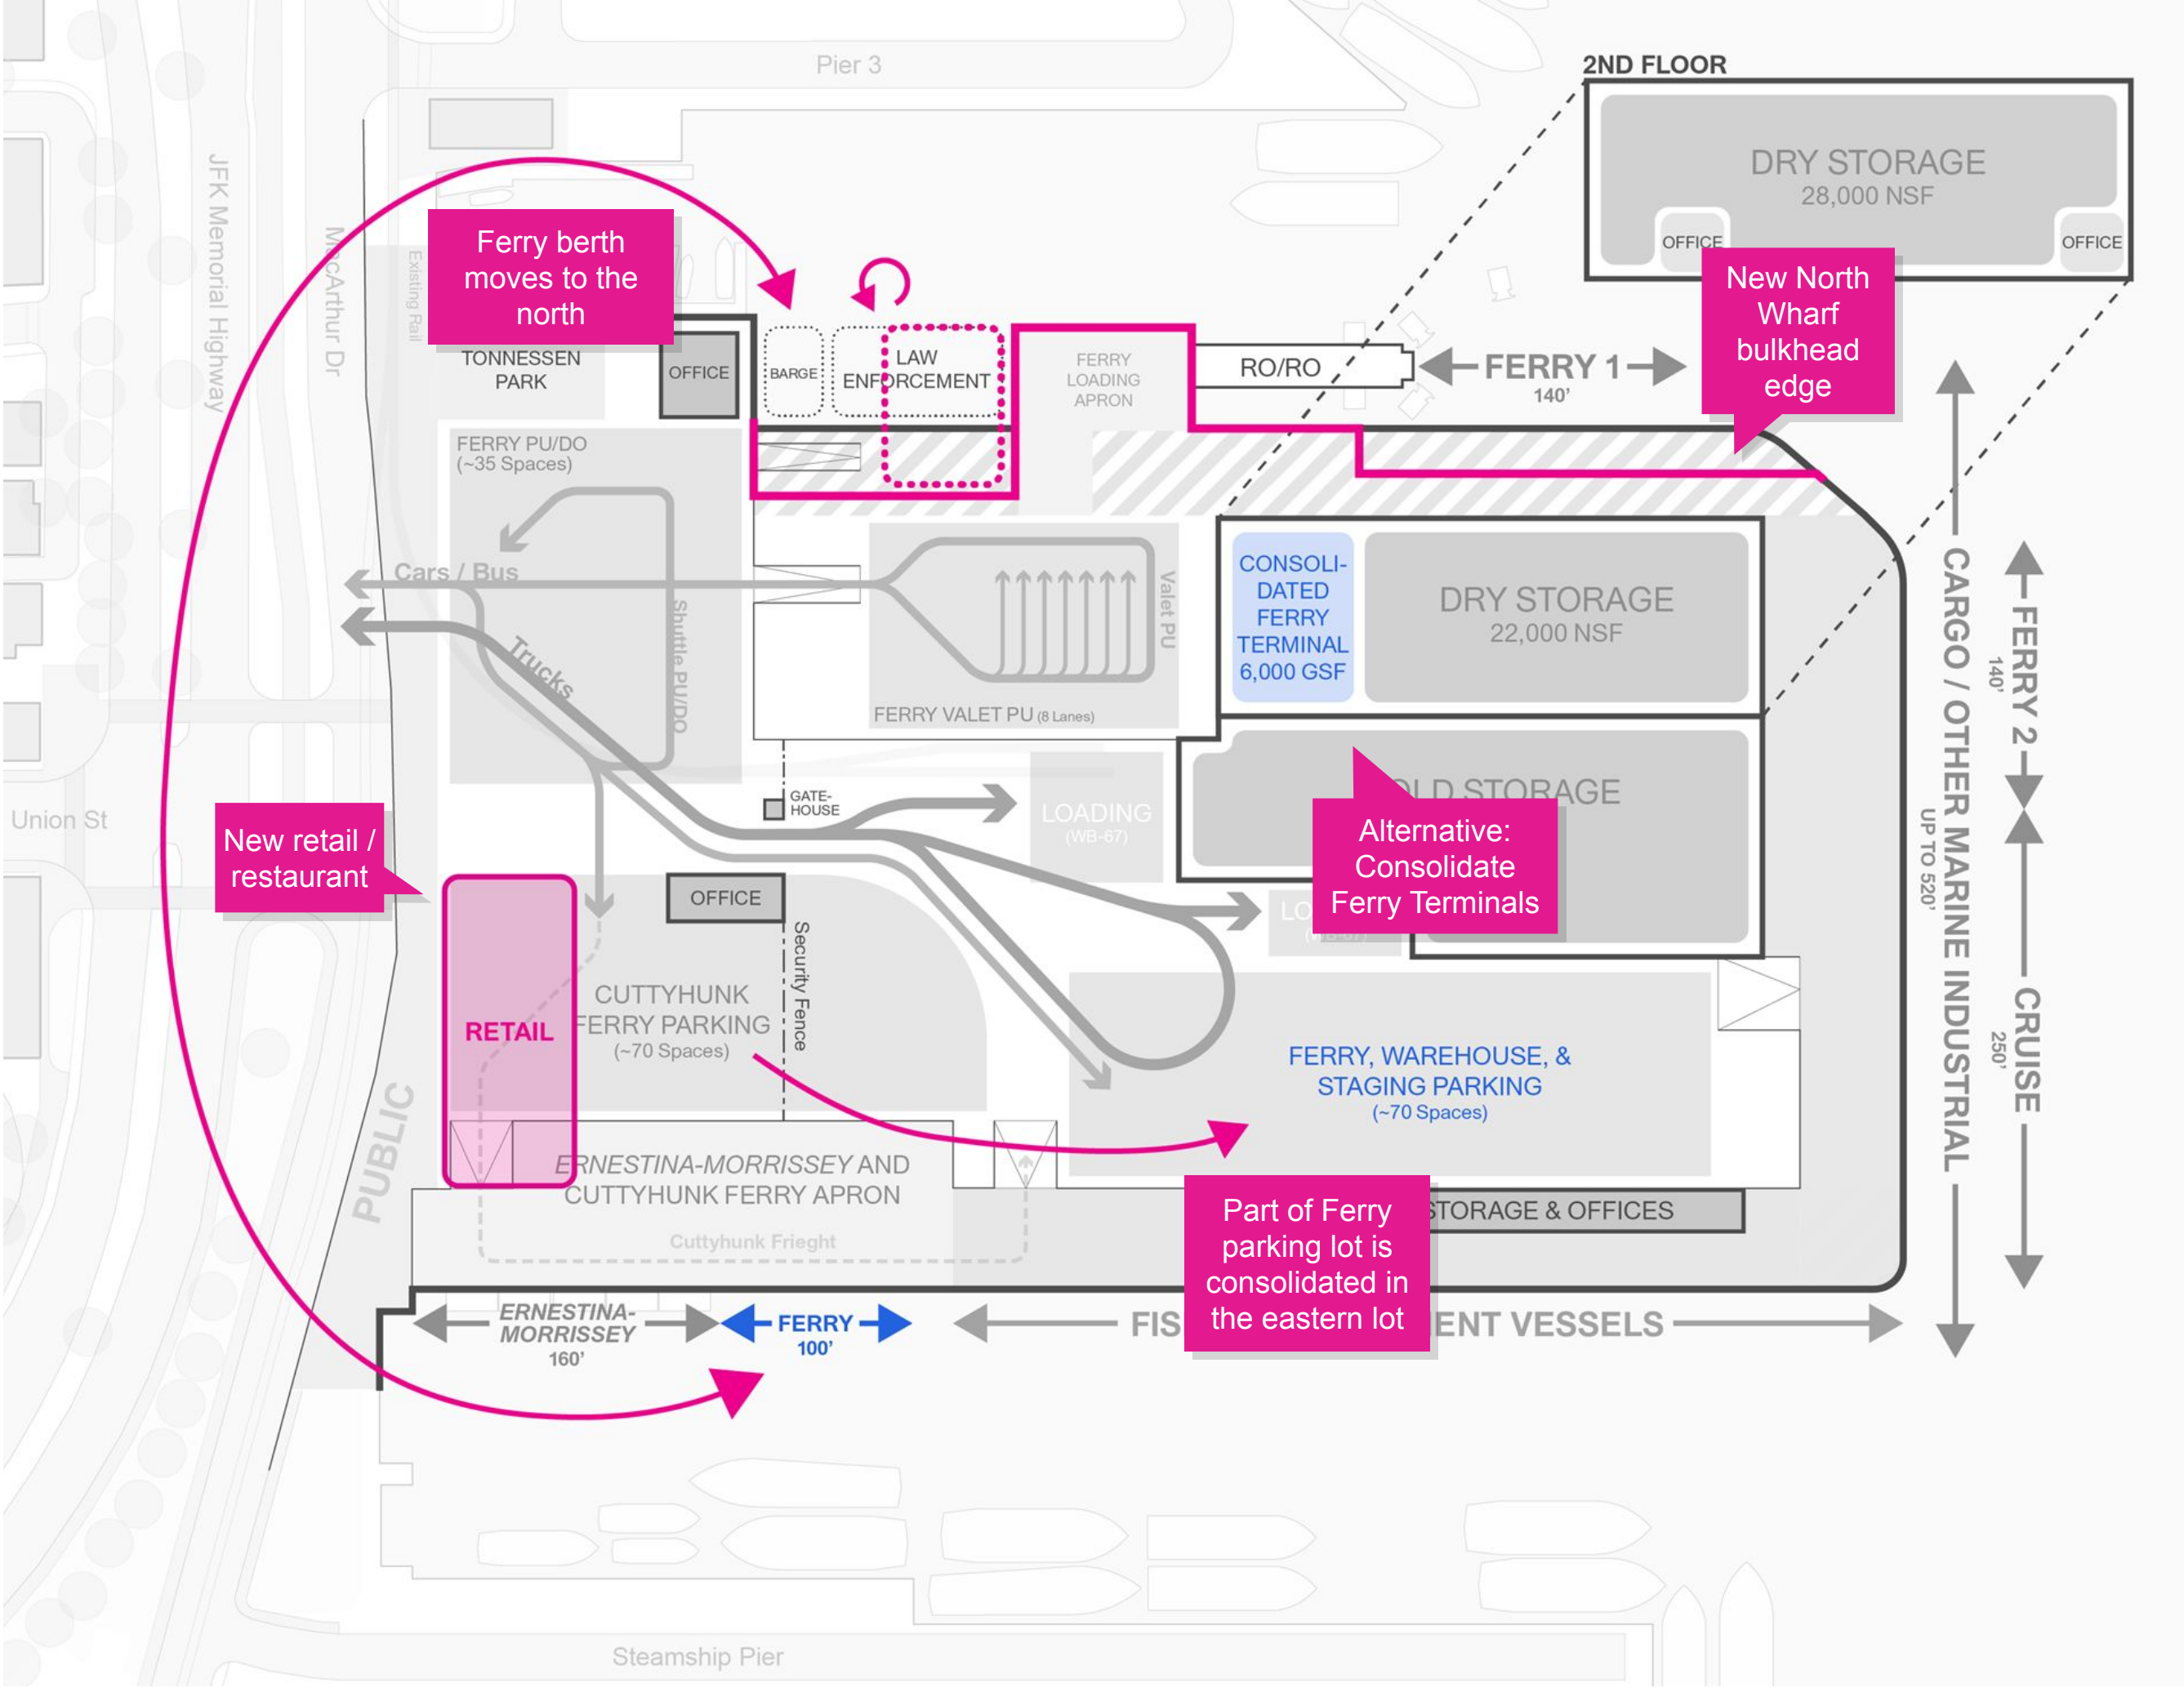 Pier 3
2ND FLOOR
DRY STORAGE
28,000 NSF
OFFICE
OFFICE
JFK Memorial Highway
MacArthur Dr
Existing Rail
Ferry berth
moves to the
north
New North
Wharf
bulkhead
edge
TONNESSEN
PARK
OFFICE
BARGE
LAW
ENFORCEMENT
FERRY
LOADING
APRON
RO/RO
FERRY 1
140'
FERRY PU/DO
(~35 Spaces)
Cars / Bus
Trucks
Shuttle PU/DO
Valet PU
FERRY VALET PU (8 Lanes)
CONSOLI-
DATED
FERRY
TERMINAL
6,000 GSF
DRY STORAGE
22,000 NSF
CARGO / OTHER MARINE INDUSTRIAL
UP TO 520'
FERRY 2
140'
CRUISE
250'
GATE-
HOUSE
LOADING
(WB-67)
STORAGE
Alternative:
Consolidate
Ferry Terminals
Union St
New retail /
restaurant
OFFICE
Security Fence
RETAIL
CUTTYHUNK
FERRY PARKING
(~70 Spaces)
FERRY, WAREHOUSE, &
STAGING PARKING
(~70 Spaces)
PUBLIC
ERNESTINA-MORRISSEY AND
CUTTYHUNK FERRY APRON
Cuttyhunk Frieght
Part of Ferry
parking lot is
consolidated in
the eastern lot
STORAGE & OFFICES
ERNESTINA-
MORRISSEY
160'
FERRY
100'
VESSELS
Steamship Pier